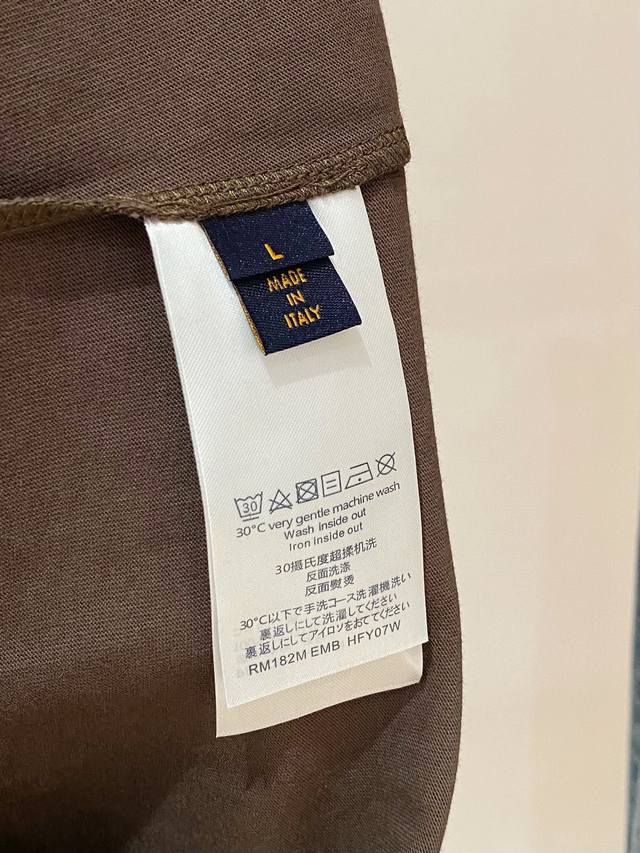 L
MADE
IN
ITALY
30
30°C very gentle machine wash
Wash inside out
Iron inside out
30摄氏度超揉机洗
反面洗涤
反面熨烫
30℃以下で手洗コース洗濯機洗い
裏返しにして洗濯してください
裏返しにしてアイロンをおててください
RM182M EMB HFY07W